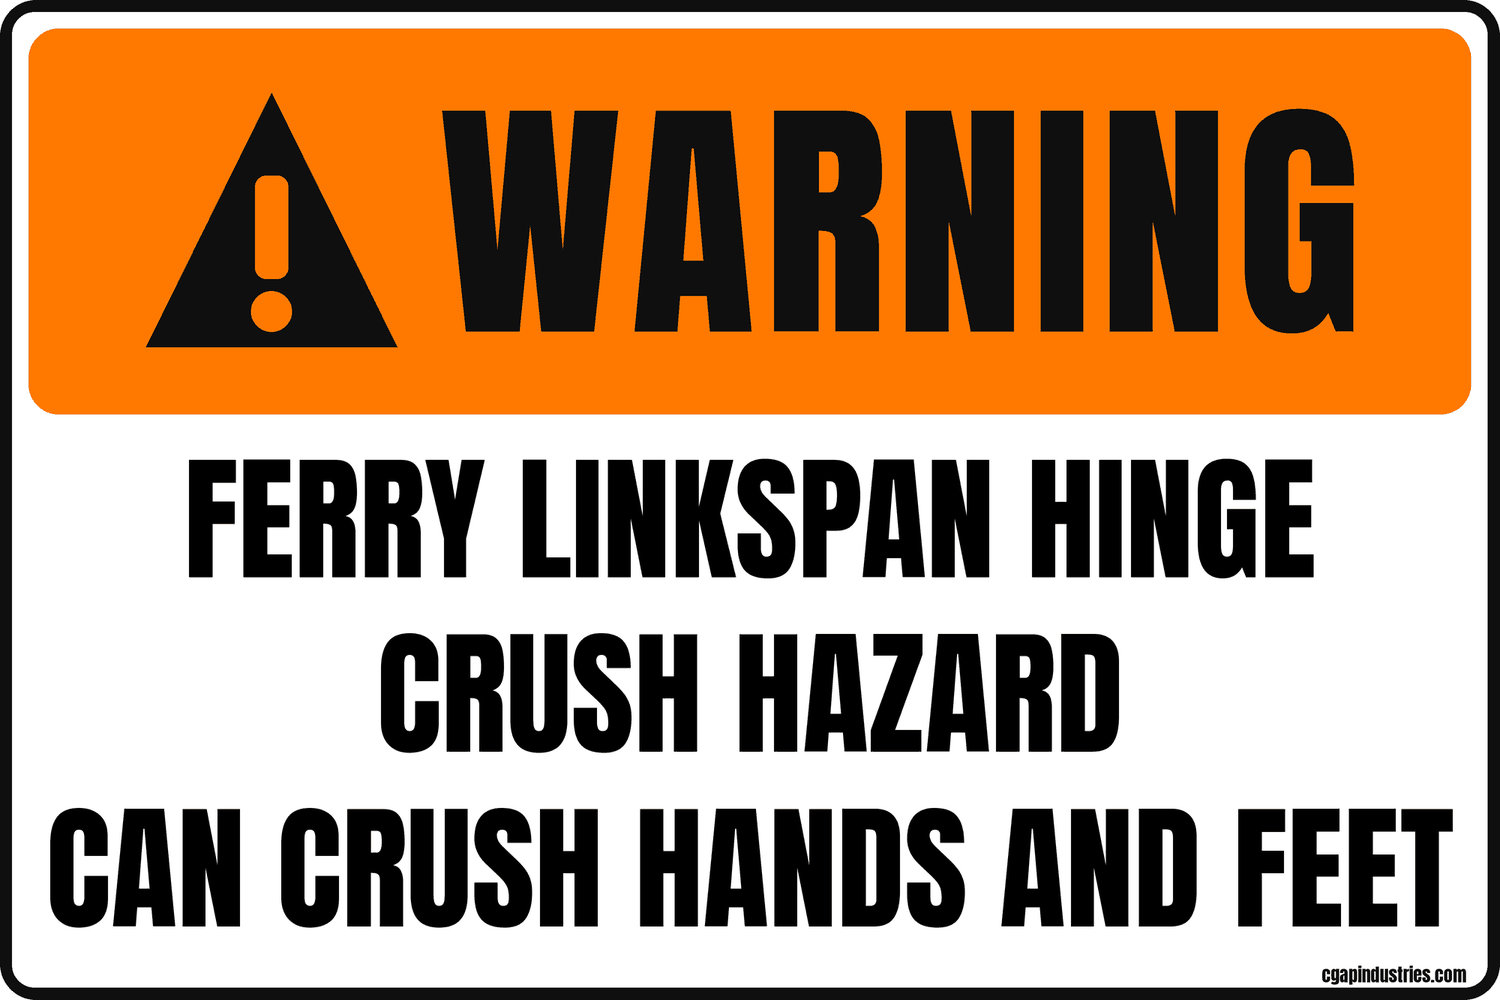 WARNING
FERRY LINKSPAN HINGE
CRUSH HAZARD
CAN CRUSH HANDS AND FEET
cgapindustries.com